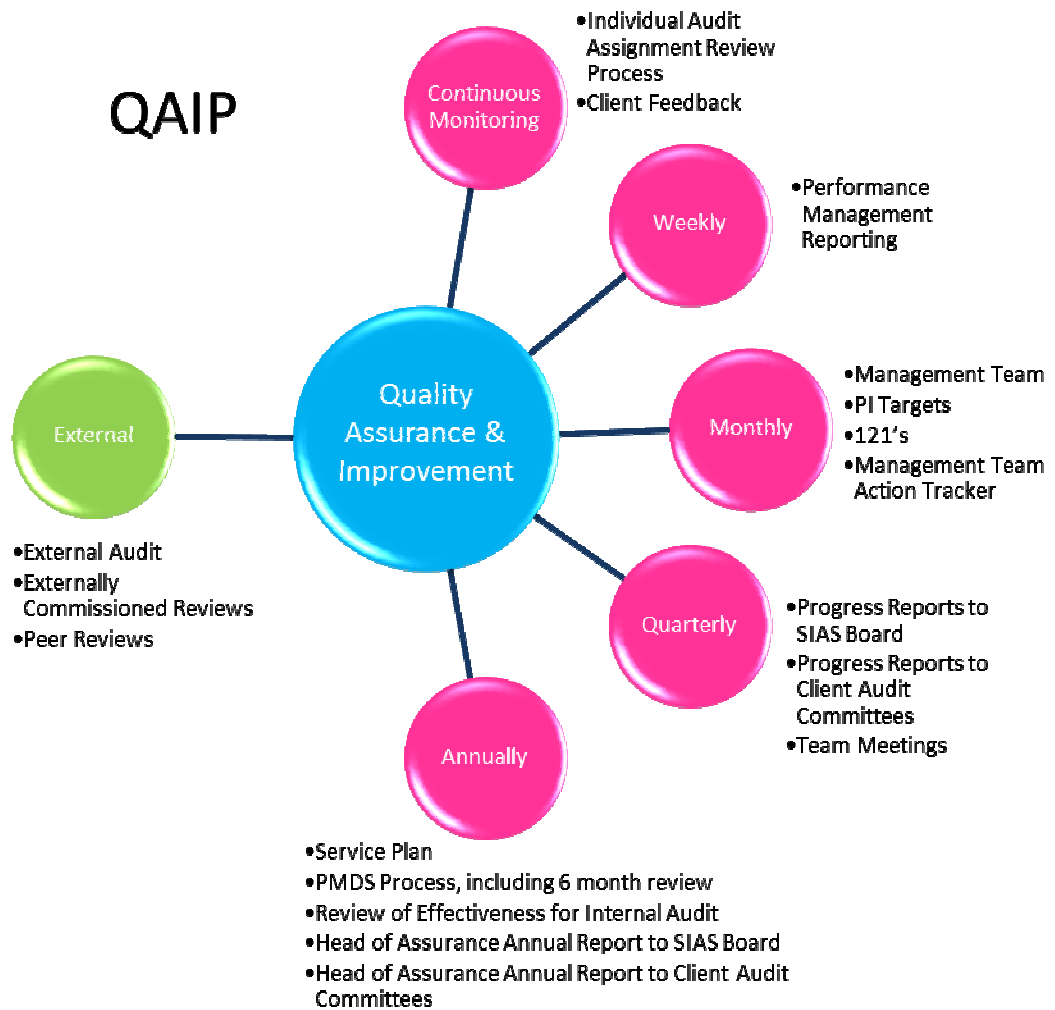 QAIP
Continuous
Monitoring
•Individual Audit
Assignment Review
Process
•Client Feedback
Weekly
•Performance
Management
Reporting
Monthly
•Management Team
•PI Targets
•121's
•Management Team
Action Tracker
Quality
Assurance &
Improvement
External
•External Audit
•Externally
Commissioned Reviews
•Peer Reviews
Quarterly
•Progress Reports to
SIAS Board
•Progress Reports to
Client Audit
Committees
•Team Meetings
Annually
•Service Plan
•PMDS Process, including 6 month review
•Review of Effectiveness for Internal Audit
•Head of Assurance Annual Report to SIAS Board
•Head of Assurance Annual Report to Client Audit
Committees